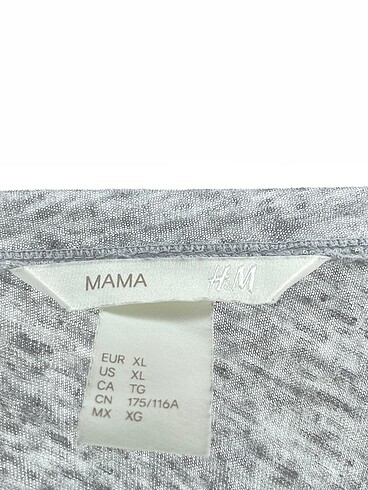 MAMA H&M
EUR XL
US XL
CA TG
CN 175/116A
MX XG